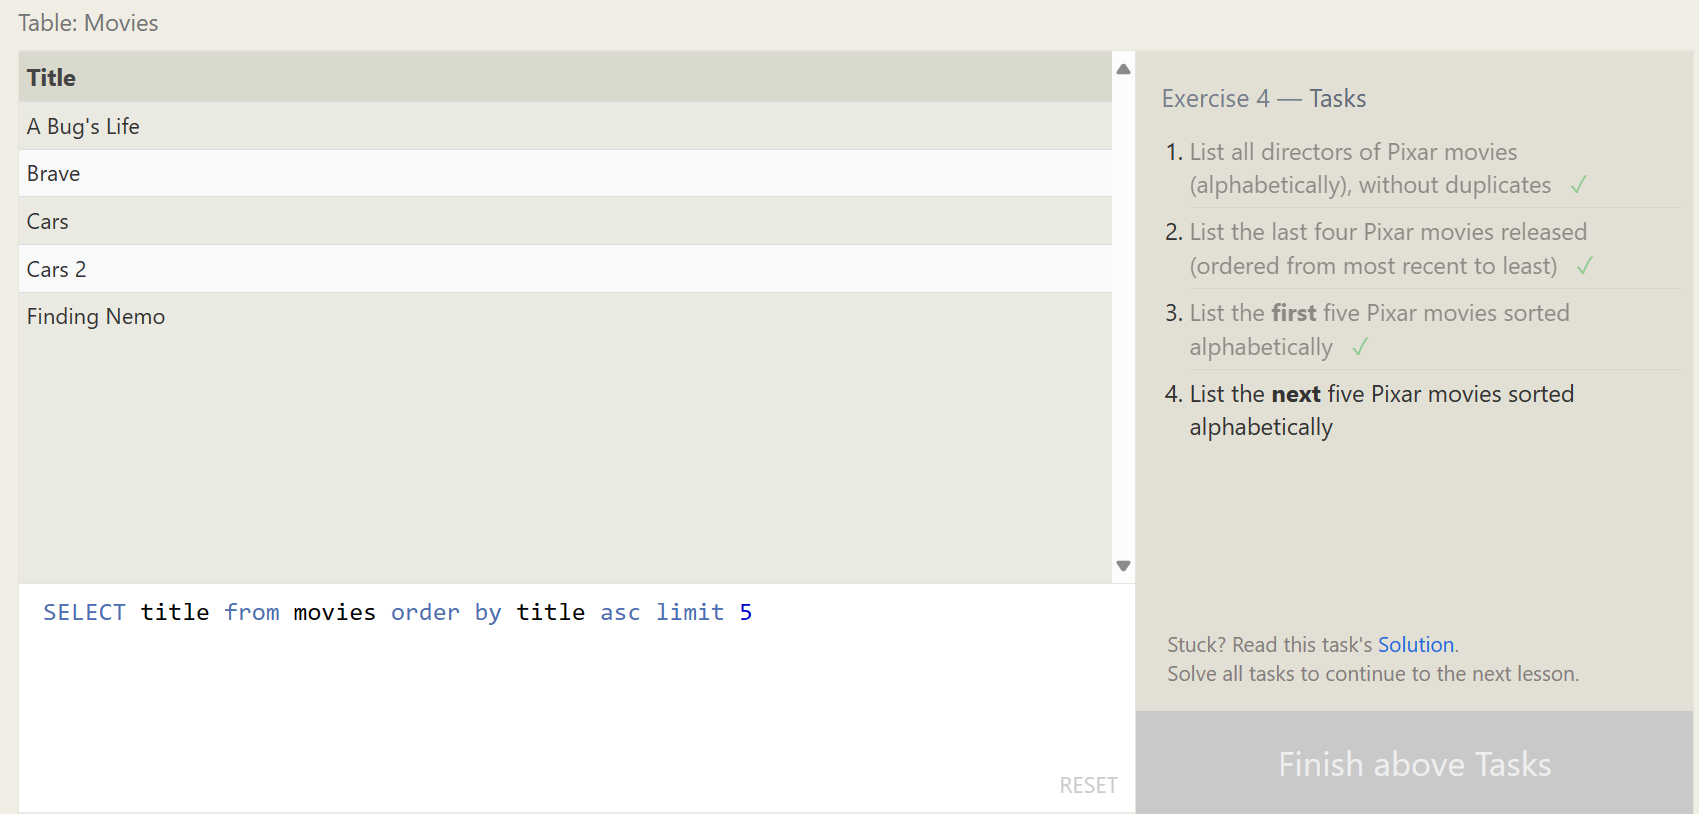 Table: Movies
Title
A Bug's Life
Brave
Cars
Cars 2
Finding Nemo
SELECT title from movies order by title asc limit 5
RESET
Exercise 4 — Tasks
1. List all directors of Pixar movies
(alphabetically), without duplicates ✓
2. List the last four Pixar movies released
(ordered from most recent to least) ✓
3. List the first five Pixar movies sorted
alphabetically ✓
4. List the next five Pixar movies sorted
alphabetically
Stuck? Read this task's Solution.
Solve all tasks to continue to the next lesson.
Finish above Tasks